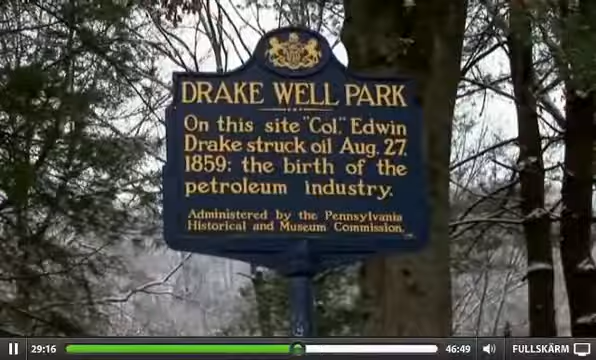 DRAKE WELL PARK
On this site "Col." Edwin
Drake struck oil Aug. 27,
1859: the birth of the
petroleum industry.
Administered by the Pennsylvania
Historical and Museum Commission.
29:16
46:49
FULLSKÄRM